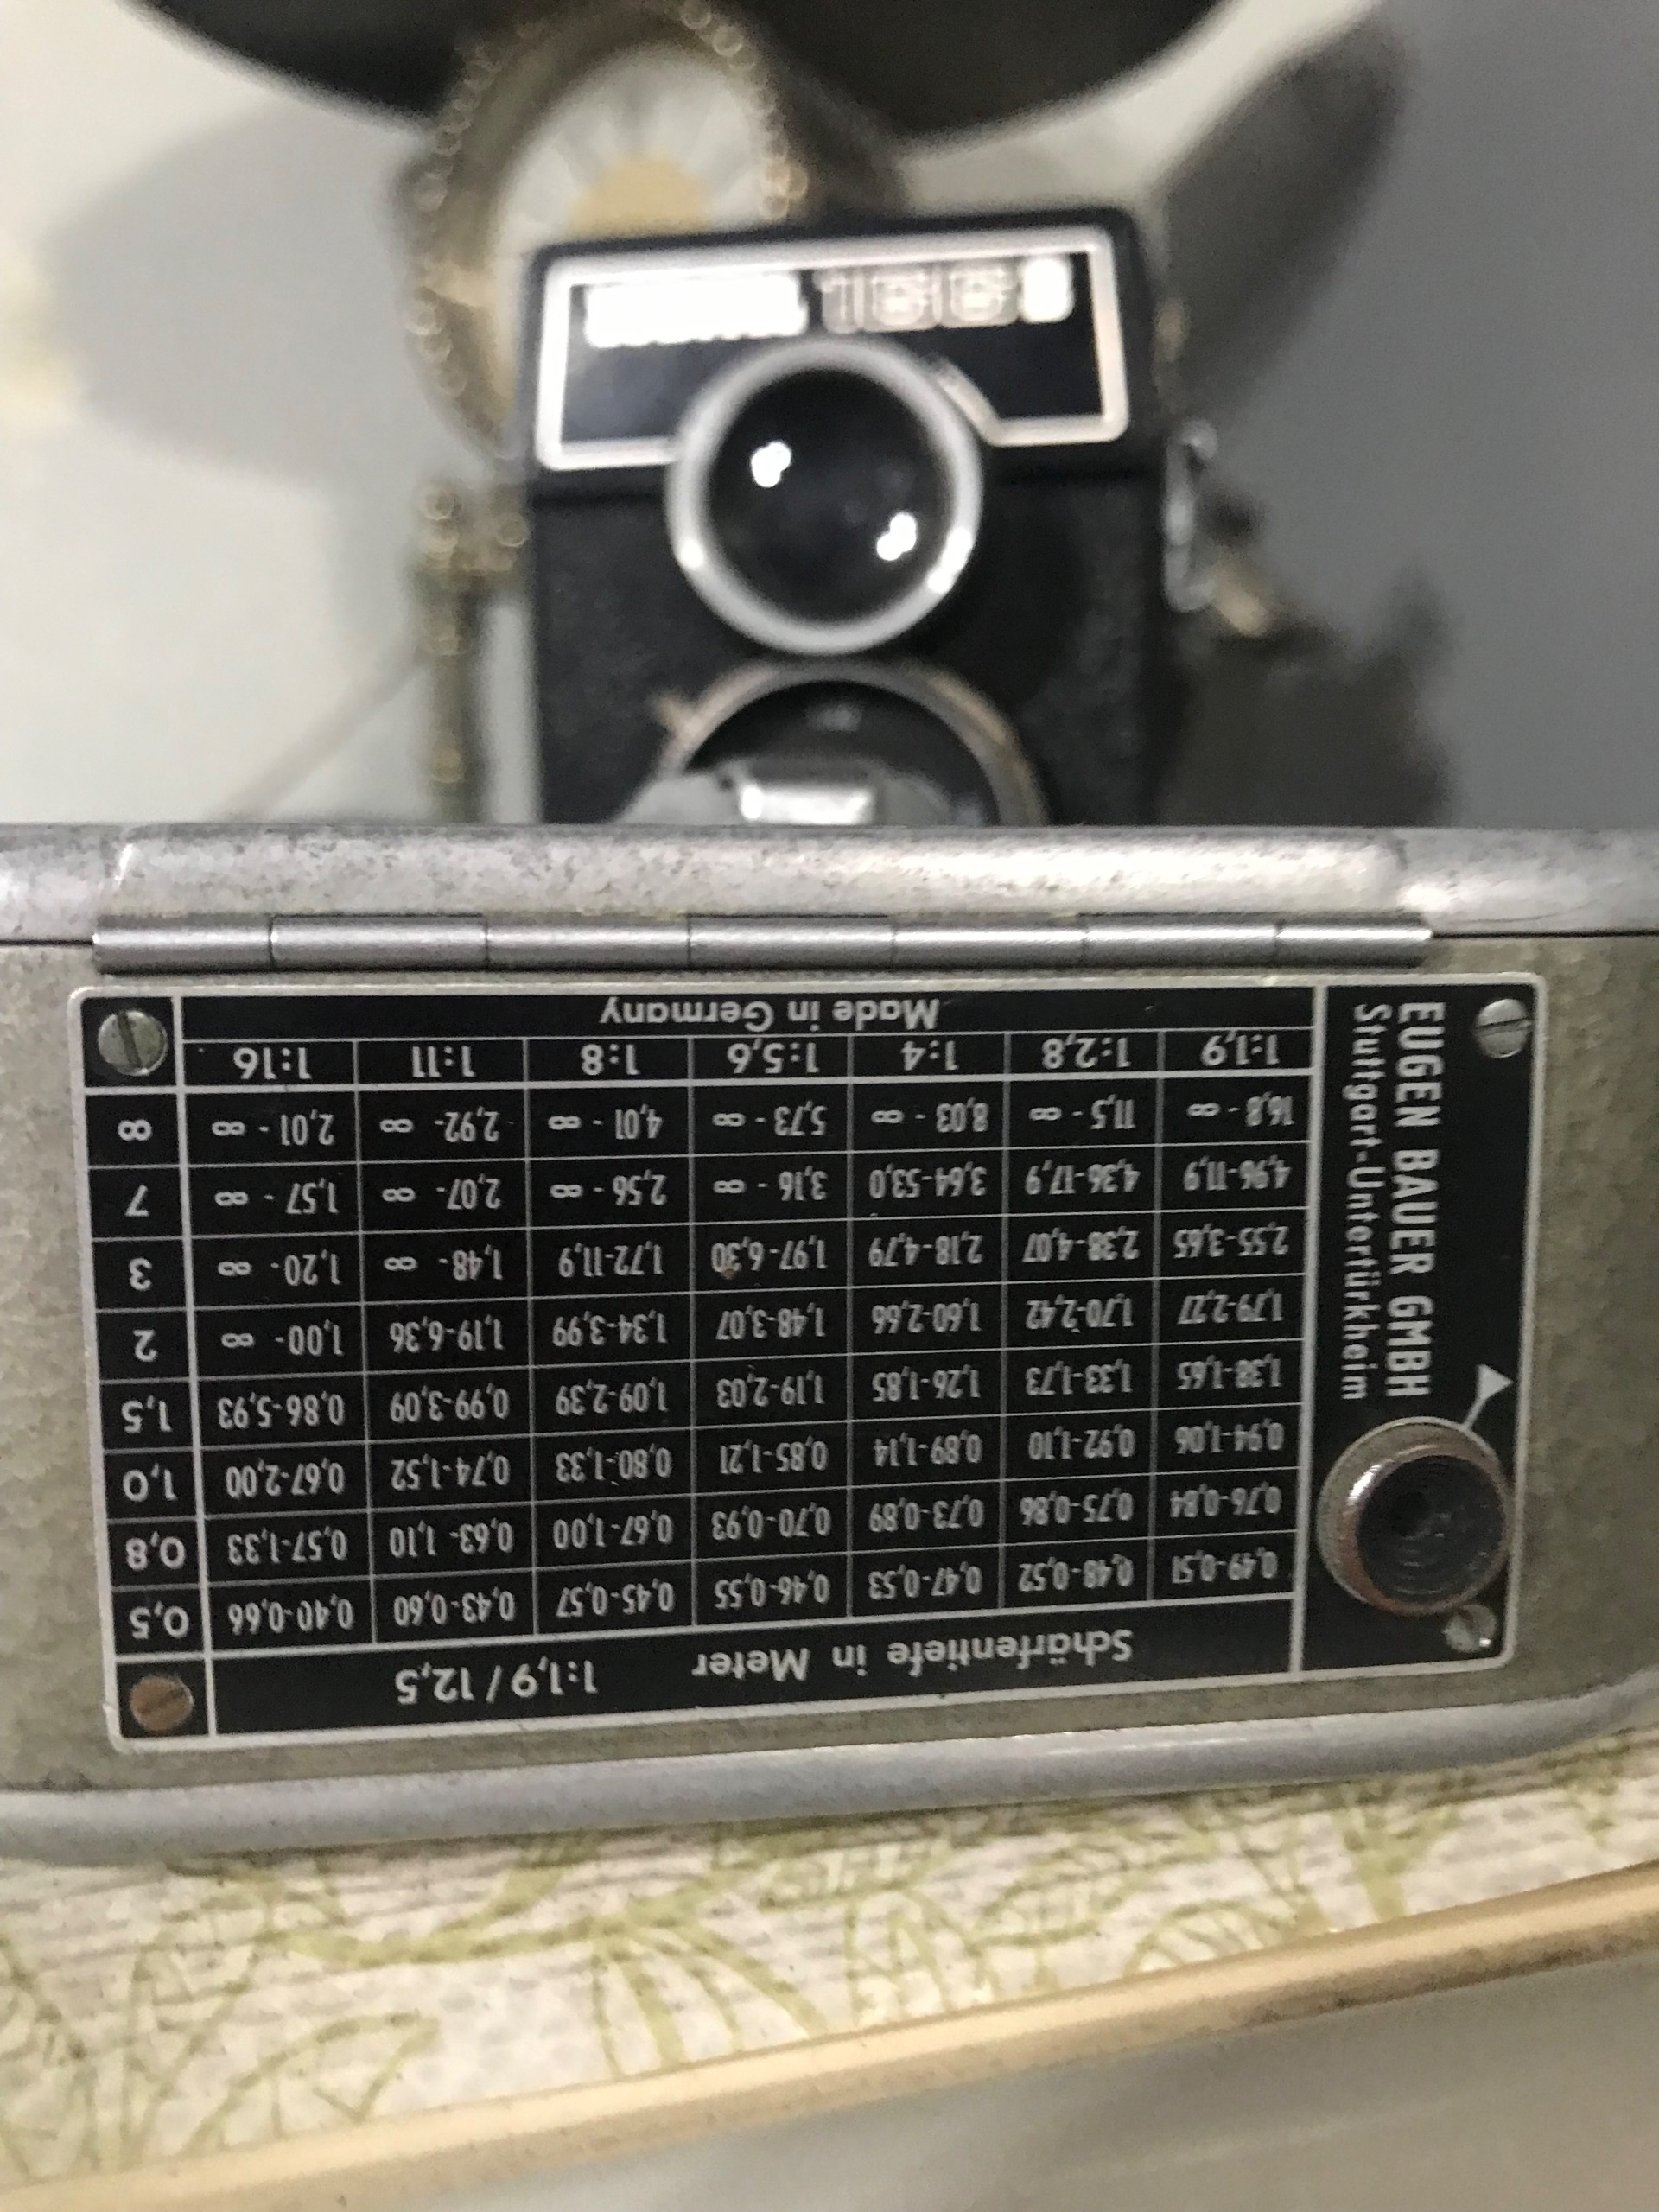 EUGEN BAUER GMBH
Stuttgart-Untertürkheim
Schärfentiefe in Meter 1:1,9 / 12,5
0,49-0,51 0,48-0,52 0,47-0,53 0,46-0,55 0,45-0,57 0,43-0,60 0,40-0,66 0,5
0,76-0,84 0,75-0,86 0,73-0,89 0,70-0,93 0,67-1,00 0,63-1,10 0,57-1,33 0,8
0,94-1,06 0,92-1,10 0,89-1,14 0,85-1,21 0,80-1,33 0,74-1,52 0,67-2,00 1,0
1,38-1,65 1,33-1,73 1,26-1,85 1,19-2,03 1,09-2,39 0,99-3,09 0,86-5,93 1,5
1,79-2,27 1,70-2,42 1,60-2,66 1,48-3,07 1,34-3,99 1,19-6,36 1,00-∞ 2
2,55-3,65 2,38-4,07 2,18-4,79 1,97-6,30 1,72-11,9 1,48-∞ 1,20-∞ 3
4,96-11,9 4,36-17,9 3,64-53,0 3,16-∞ 2,56-∞ 2,07-∞ 1,57-∞ 7
16,8-∞ 11,5-∞ 8,03-∞ 5,73-∞ 4,01-∞ 2,92-∞ 2,01-∞ ∞
1:1,9 1:2,8 1:4 1:5,6 1:8 1:11 1:16
Made in Germany